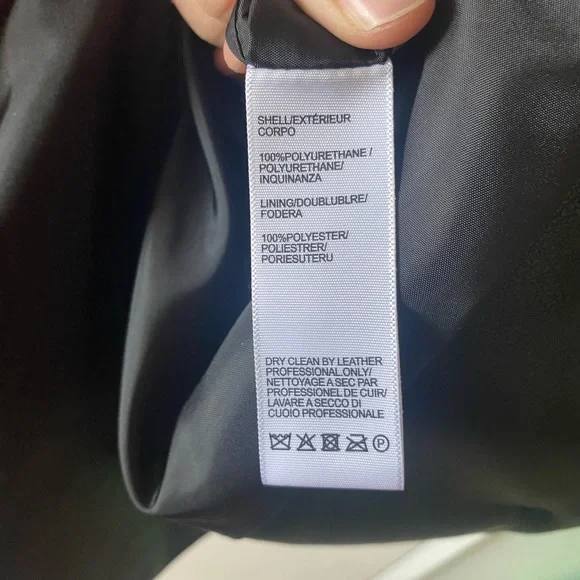 SHELL/EXTÉRIEUR
CORPO
100%POLYURETHANE /
POLYURETHANE/
INQUINANZA
LINING/DOUBLUBLRE/
FODERA
100%POLYESTER/
POLIESTRER/
PORIESUTERU
DRY CLEAN BY LEATHER
PROFESSIONAL.ONLY/
NETTOYAGE A SEC PAR
PROFESSIONEL DE CUIR/
LAVARE A SECCO DI
CUOIO PROFESSIONALE
P